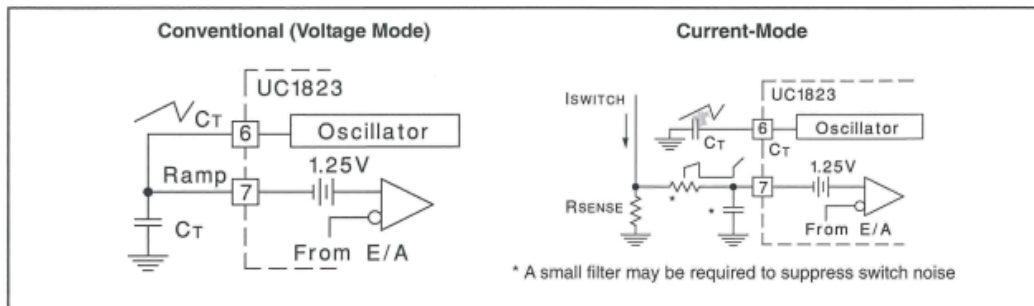 Conventional (Voltage Mode)
UC1823
CT
6
Oscillator
1.25V
Ramp
7
CT
From E/A
Current-Mode
ISWITCH
UC1823
6
Oscillator
CT
CT
1.25V
7
RSENSE
*
*
From E/A
* A small filter may be required to suppress switch noise